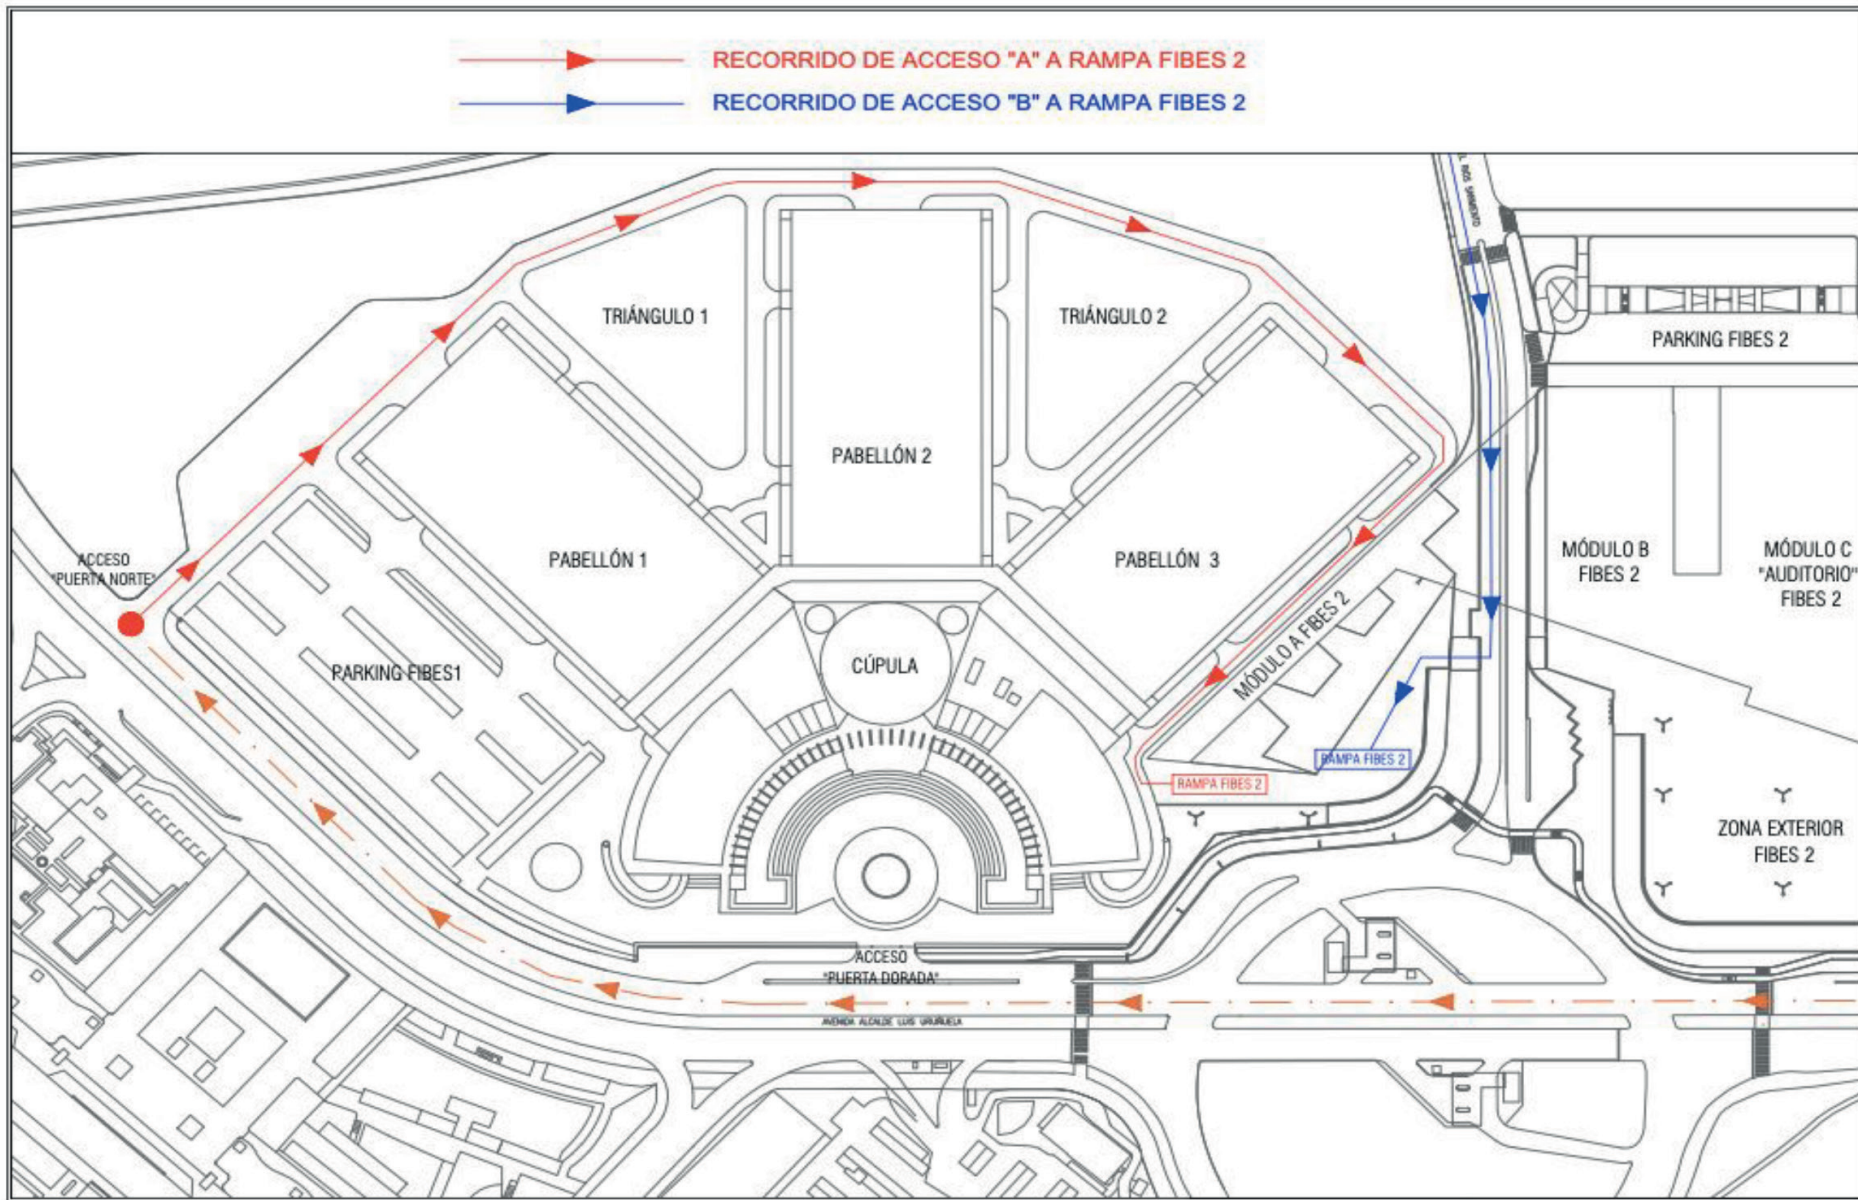 RECORRIDO DE ACCESO "A" A RAMPA FIBES 2
RECORRIDO DE ACCESO "B" A RAMPA FIBES 2
RIOS SARMIENTO
TRIÁNGULO 1
TRIÁNGULO 2
PARKING FIBES 2
PABELLÓN 2
ACCESO
"PUERTA NORTE"
PABELLÓN 1
PABELLÓN 3
MÓDULO B
FIBES 2
MÓDULO C
"AUDITORIO"
FIBES 2
MÓDULO A FIBES 2
PARKING FIBES1
CÚPULA
RAMPA FIBES 2
RAMPA FIBES 2
ZONA EXTERIOR
FIBES 2
ACCESO
"PUERTA DORADA"
AVENIDA ALCALDE LUIS URUÑUELA